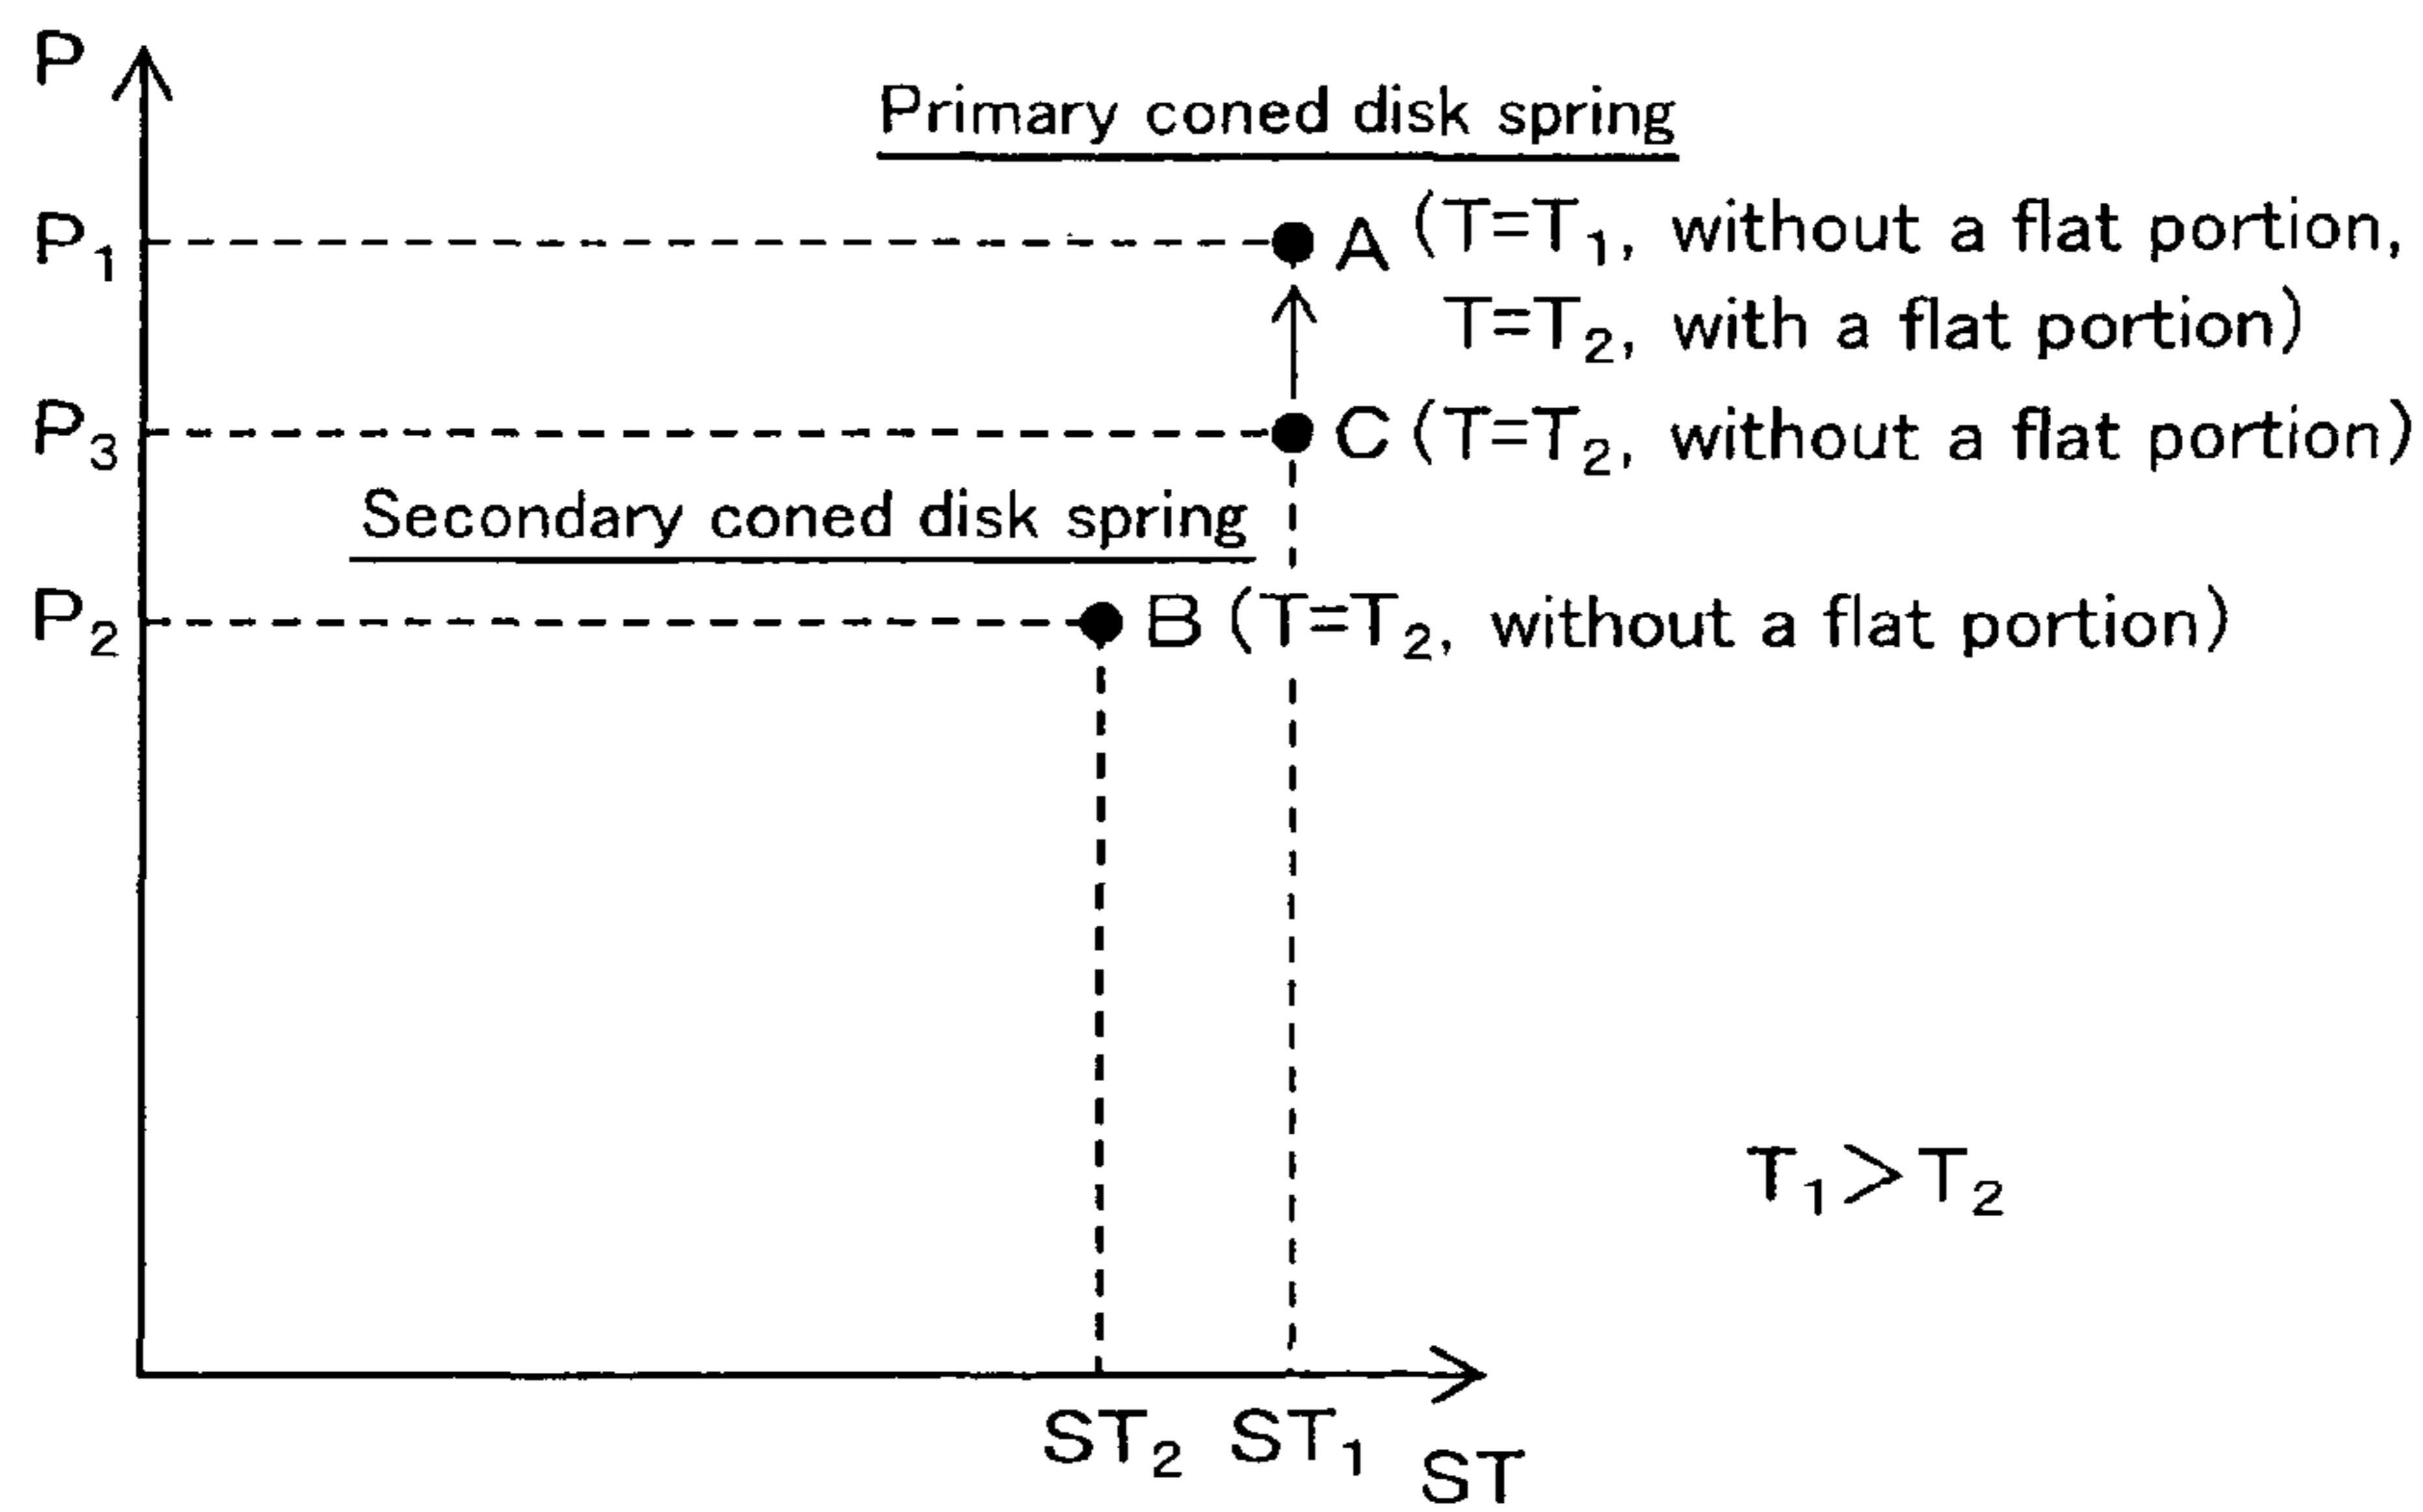 P
Primary coned disk spring
P1
A (T=T1, without a flat portion,
T=T2, with a flat portion)
P3
C (T=T2, without a flat portion)
Secondary coned disk spring
P2
B (T=T2, without a flat portion)
T1>T2
ST2
ST1
ST